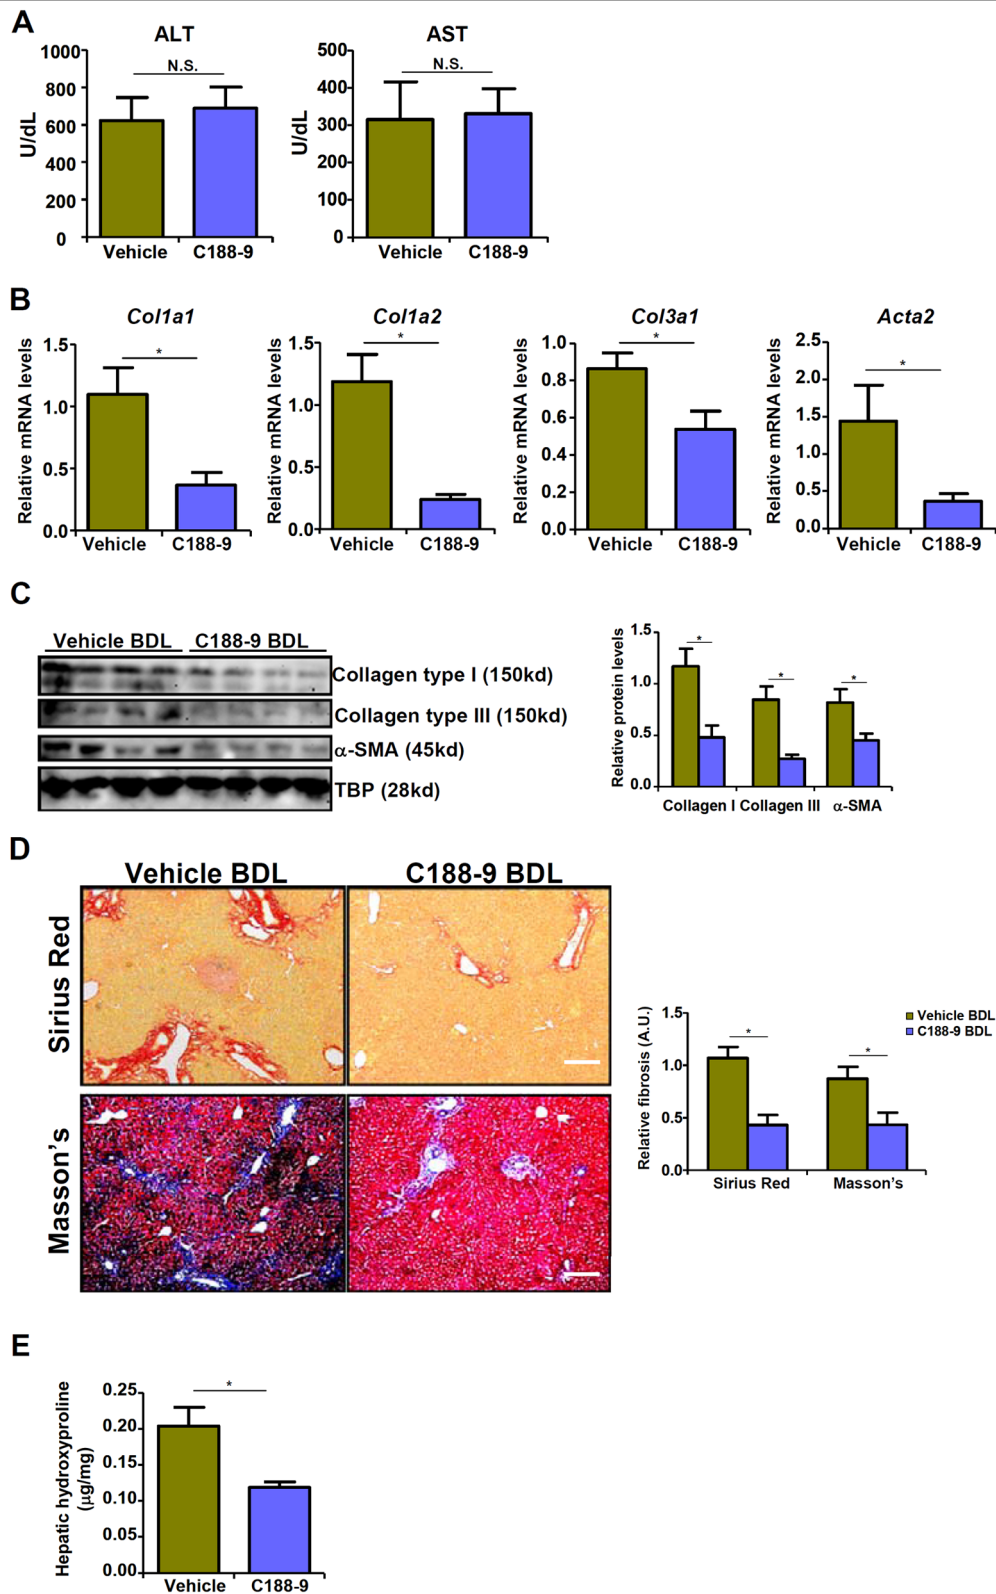 A
ALT
AST
U/dL
1000
800
600
400
200
0
N.S.
Vehicle
C188-9
U/dL
500
400
300
200
100
0
N.S.
Vehicle
C188-9
B
Col1a1
Col1a2
Col3a1
Acta2
Relative mRNA levels
1.5
1.0
0.5
0.0
*
Vehicle
C188-9
Relative mRNA levels
1.5
1.0
0.5
0.0
*
Vehicle
C188-9
Relative mRNA levels
1.0
0.8
0.6
0.4
0.2
0.0
*
Vehicle
C188-9
Relative mRNA levels
2.5
2.0
1.5
1.0
0.5
0.0
*
Vehicle
C188-9
C
Vehicle BDL
C188-9 BDL
Collagen type I (150kd)
Collagen type III (150kd)
α-SMA (45kd)
TBP (28kd)
Relative protein levels
1.5
1.0
0.5
0.0
*
*
*
Collagen I
Collagen III
α-SMA
D
Vehicle BDL
C188-9 BDL
Sirius Red
Masson's
Relative fibrosis (A.U.)
1.5
1.0
0.5
0.0
*
*
Sirius Red
Masson's
Vehicle BDL
C188-9 BDL
E
Hepatic hydroxyproline
(µg/mg)
0.25
0.20
0.15
0.10
0.05
0.00
*
Vehicle
C188-9